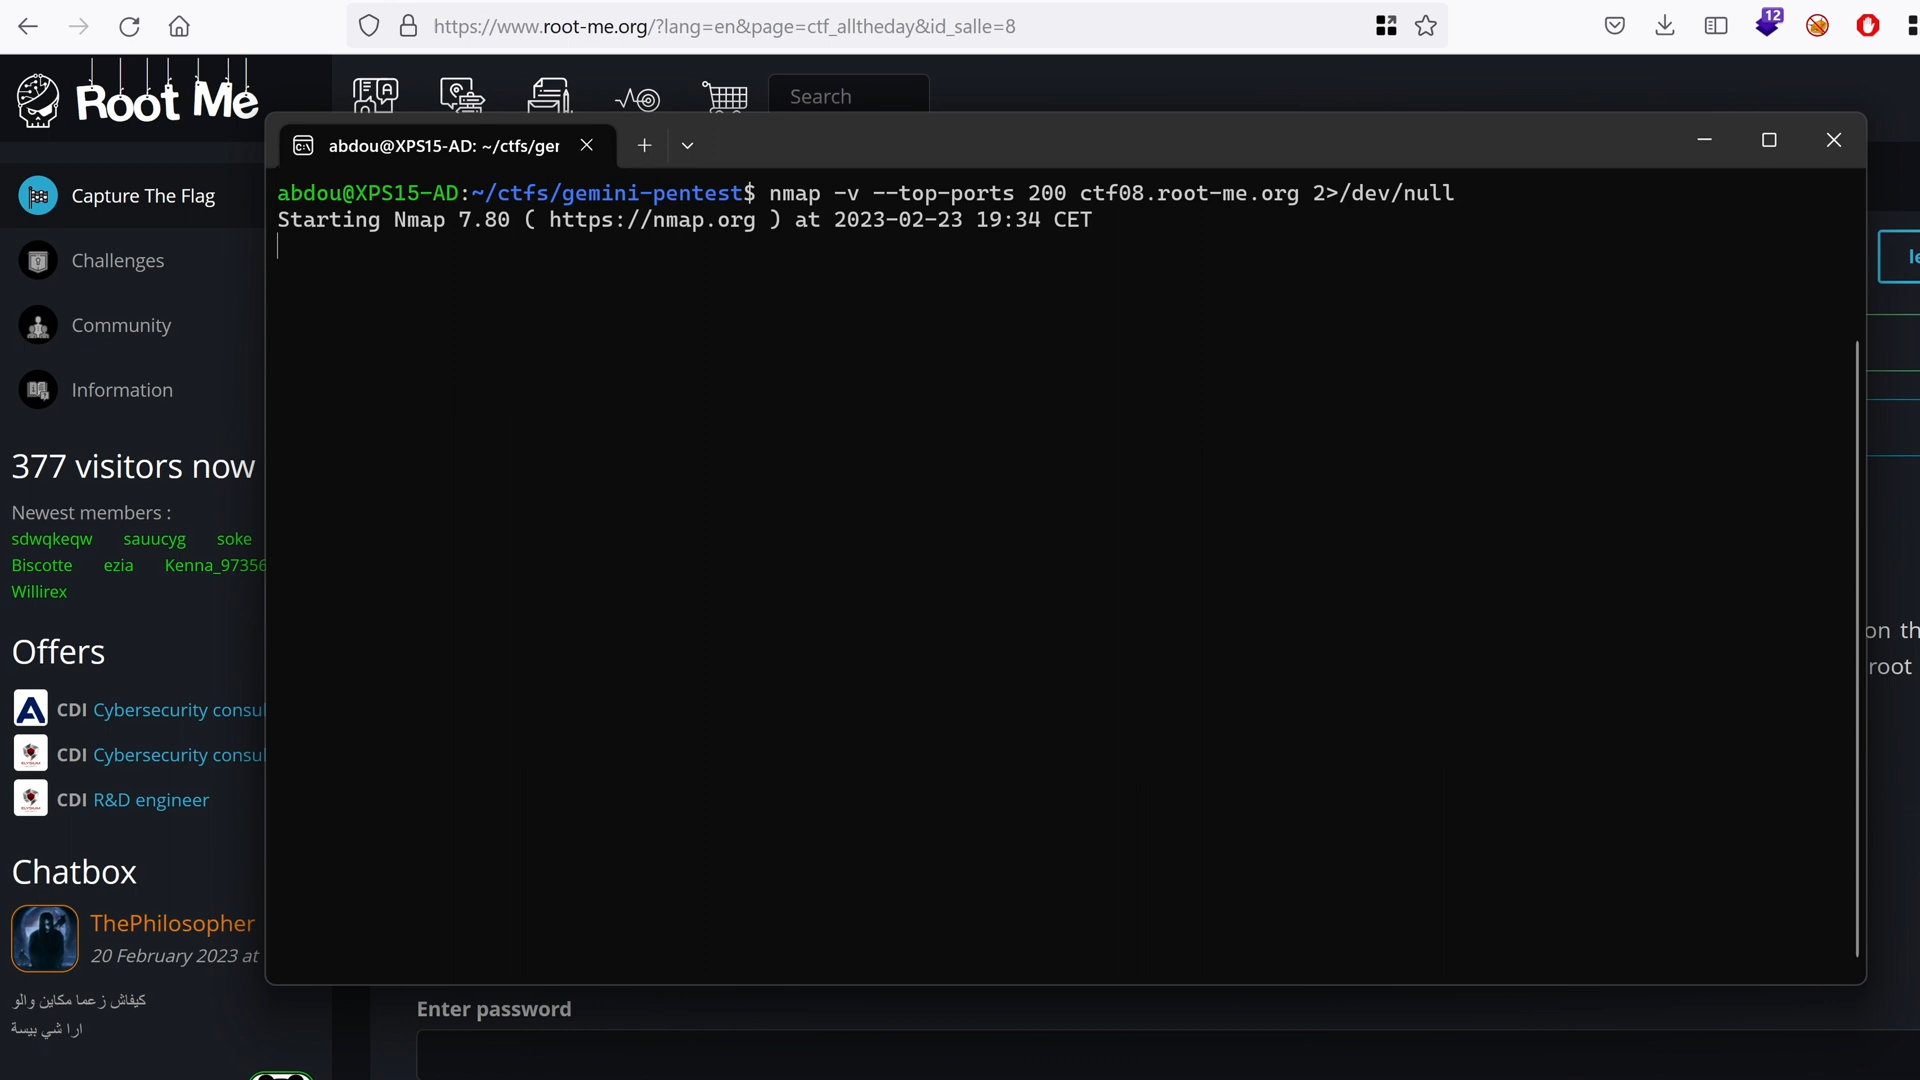 https://www.root-me.org/?lang=en&page=ctf_alltheday&id_salle=8
12
Root Me
Search
abdou@XPS15-AD: ~/ctfs/ger
Capture The Flag
Challenges
Community
Information
377 visitors now
Newest members :
sdwqkeqw sauucyg soke
Biscotte ezia Kenna_97356
Willirex
Offers
CDI Cybersecurity consul
CDI Cybersecurity consul
CDI R&D engineer
Chatbox
ThePhilosopher
20 February 2023 at
كيفاش زعما مكاين والو
ارا شي بيسة
abdou@XPS15-AD:~/ctfs/gemini-pentest$ nmap -v --top-ports 200 ctf08.root-me.org 2>/dev/null
Starting Nmap 7.80 ( https://nmap.org ) at 2023-02-23 19:34 CET
le
on th
root
Enter password